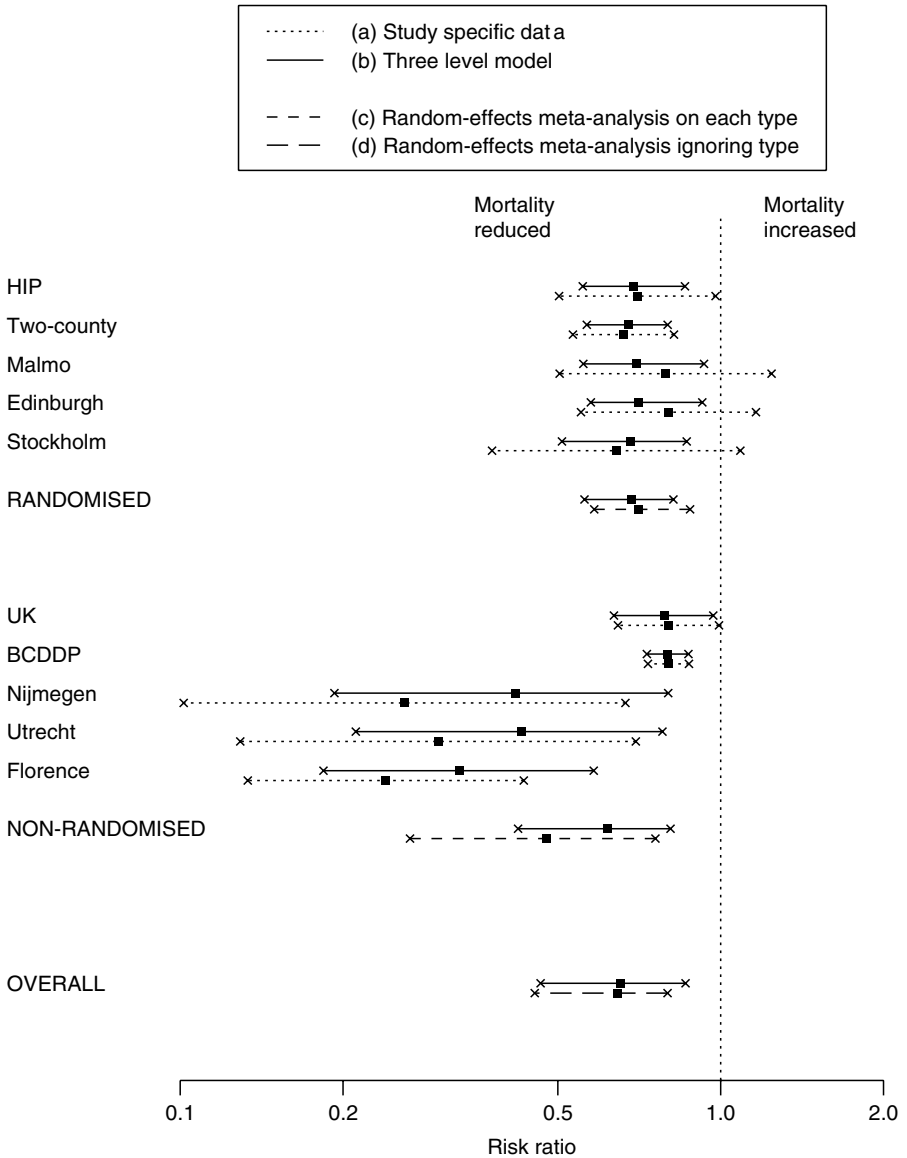 (a) Study specific data
(b) Three level model
(c) Random-effects meta-analysis on each type
(d) Random-effects meta-analysis ignoring type
Mortality
reduced
Mortality
increased
HIP
Two-county
Malmo
Edinburgh
Stockholm
RANDOMISED
UK
BCDDP
Nijmegen
Utrecht
Florence
NON-RANDOMISED
OVERALL
0.1 0.2 0.5 1.0 2.0
Risk ratio